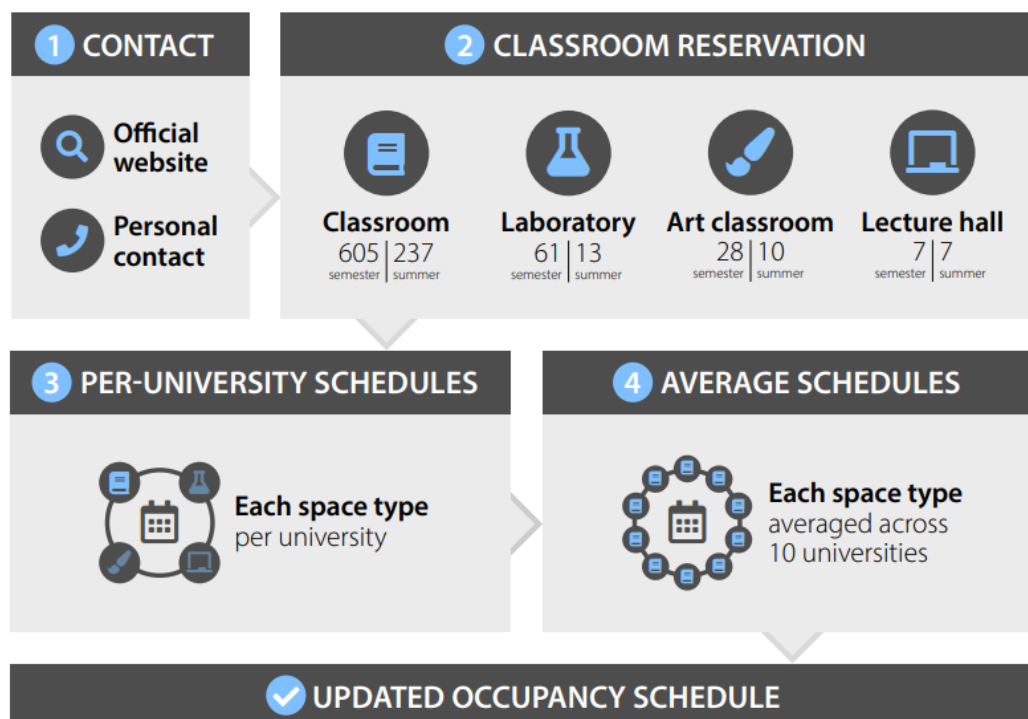 1 CONTACT
Official
website
Personal
contact
2 CLASSROOM RESERVATION
Classroom
605 | 237
semester | summer
Laboratory
61 | 13
semester | summer
Art classroom
28 | 10
semester | summer
Lecture hall
7 | 7
semester | summer
3 PER-UNIVERSITY SCHEDULES
Each space type
per university
4 AVERAGE SCHEDULES
Each space type
averaged across
10 universities
UPDATED OCCUPANCY SCHEDULE